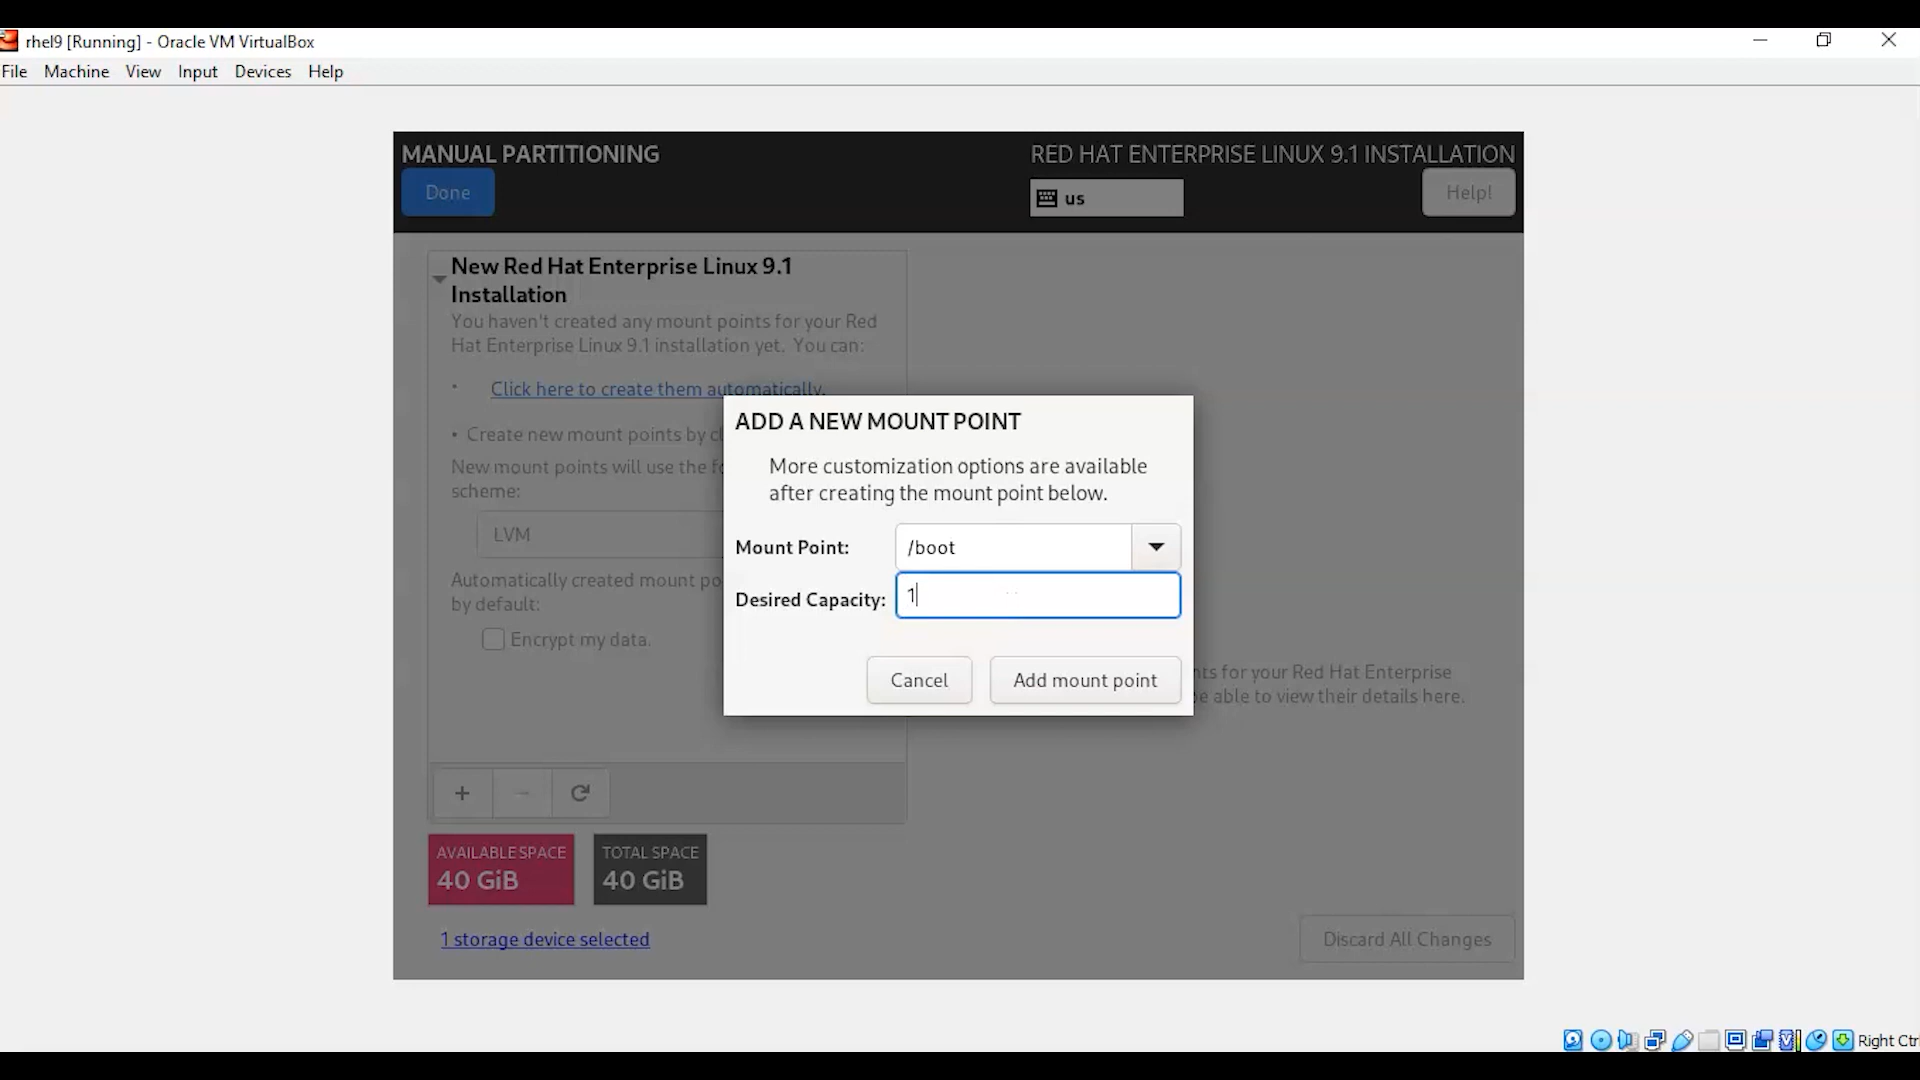 rhel9 [Running] - Oracle VM VirtualBox
File Machine View Input Devices Help
MANUAL PARTITIONING
RED HAT ENTERPRISE LINUX 9.1 INSTALLATION
Done
us
Help!
New Red Hat Enterprise Linux 9.1
Installation
You haven't created any mount points for your Red
Hat Enterprise Linux 9.1 installation yet. You can:
• Click here to create them automatically.
• Create new mount points by cl
New mount points will use the fo
scheme:
LVM
Automatically created mount po
by default:
Encrypt my data.
ADD A NEW MOUNT POINT
More customization options are available
after creating the mount point below.
Mount Point: /boot
Desired Capacity: 1
Cancel
Add mount point
nts for your Red Hat Enterprise
e able to view their details here.
+ − 
AVAILABLE SPACE
40 GiB
TOTAL SPACE
40 GiB
1 storage device selected
Discard All Changes
Right Ctr